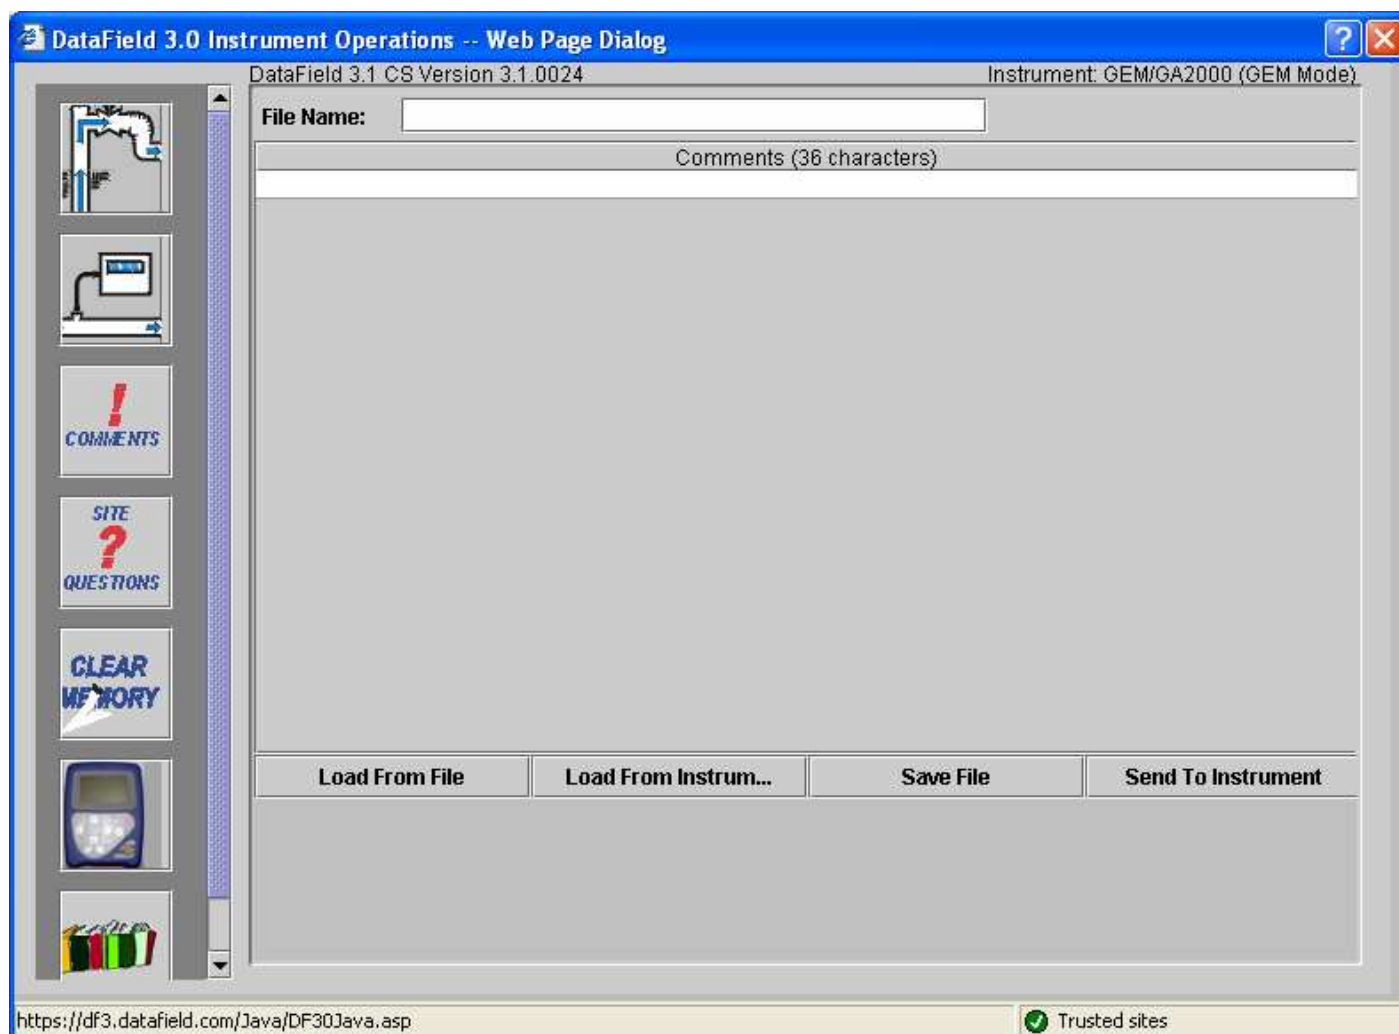 DataField 3.0 Instrument Operations -- Web Page Dialog
DataField 3.1 CS Version 3.1.0024 Instrument: GEM/GA2000 (GEM Mode)
File Name:
Comments (36 characters)
!
COMMENTS
SITE
?
QUESTIONS
CLEAR
MEMORY
Load From File Load From Instrum... Save File Send To Instrument
https://df3.datafield.com/Java/DF30Java.asp Trusted sites